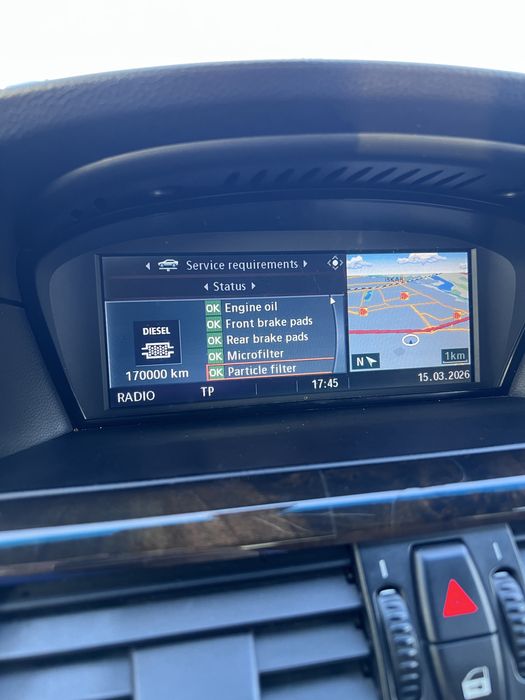 Service requirements
Status
OK Engine oil
OK Front brake pads
OK Rear brake pads
OK Microfilter
OK Particle filter
DIESEL
170000 km
ISKAR
N
1km
RADIO
TP
17:45
15.03.2026